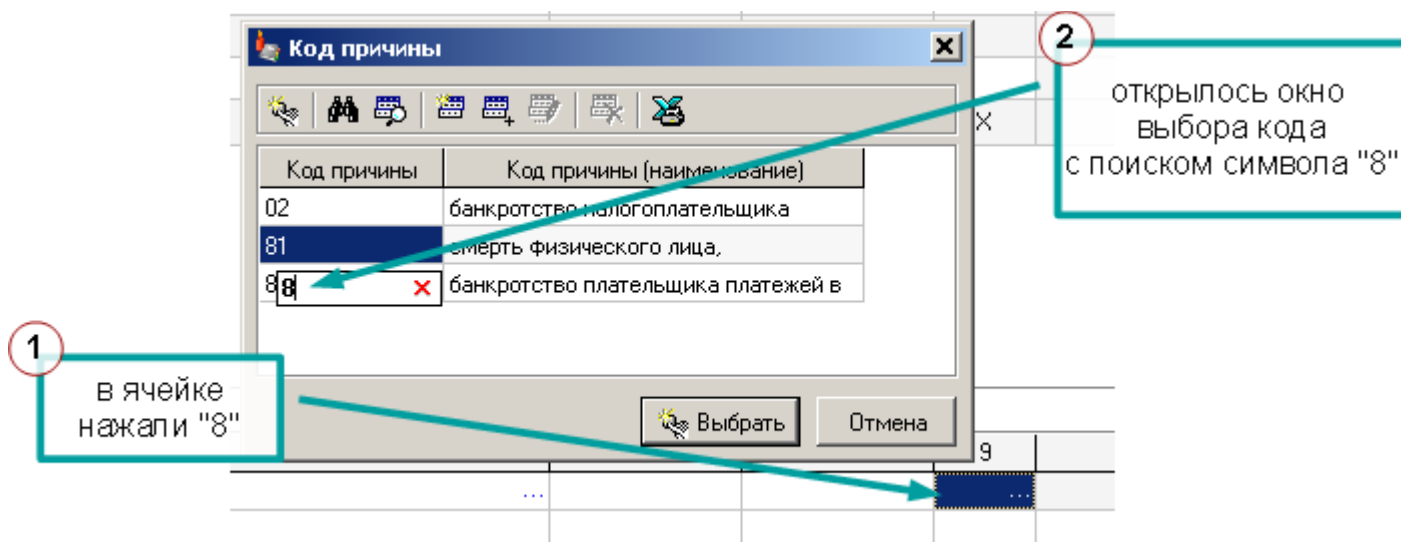 Код причины
2
открылось окно
выбора кода
с поиском символа "8"
X
Код причины
Код причины (наименование)
02
банкротство налогоплательщика
81
смерть физического лица,
8
8
банкротство плательщика платежей в
1
в ячейке
нажали "8"
Выбрать
Отмена
9
...
...